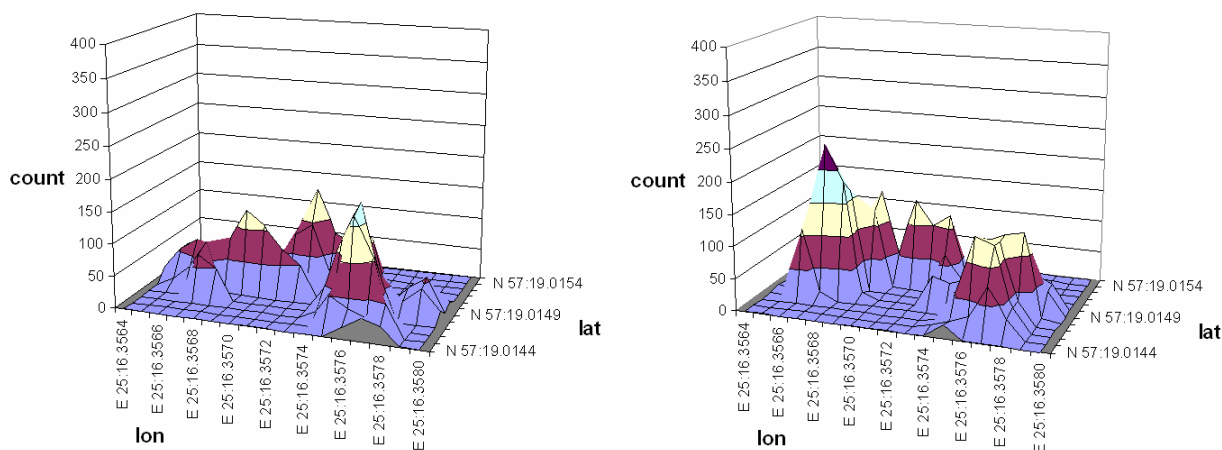 400
350
300
250
200
150
100
50
0
count
E 25:16.3564
E 25:16.3566
E 25:16.3568
E 25:16.3570
E 25:16.3572
E 25:16.3574
E 25:16.3576
E 25:16.3578
E 25:16.3580
lon
N 57:19.0154
N 57:19.0149
N 57:19.0144
lat
400
350
300
250
200
150
100
50
0
count
E 25:16.3564
E 25:16.3566
E 25:16.3568
E 25:16.3570
E 25:16.3572
E 25:16.3574
E 25:16.3576
E 25:16.3578
E 25:16.3580
lon
N 57:19.0154
N 57:19.0149
N 57:19.0144
lat